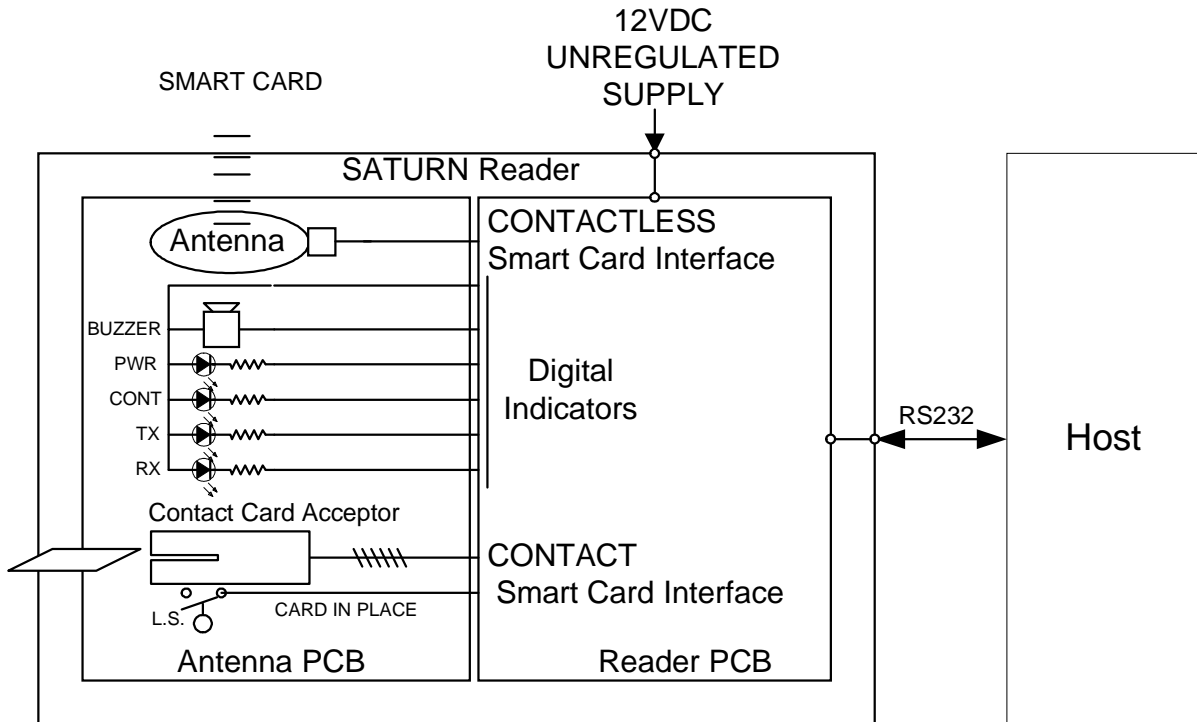 12VDC
UNREGULATED
SUPPLY
SMART CARD
SATURN Reader
CONTACTLESS
Smart Card Interface
Antenna
BUZZER
PWR
CONT
TX
RX
Digital
Indicators
RS232
Host
Contact Card Acceptor
CONTACT
Smart Card Interface
L.S.
CARD IN PLACE
Antenna PCB
Reader PCB